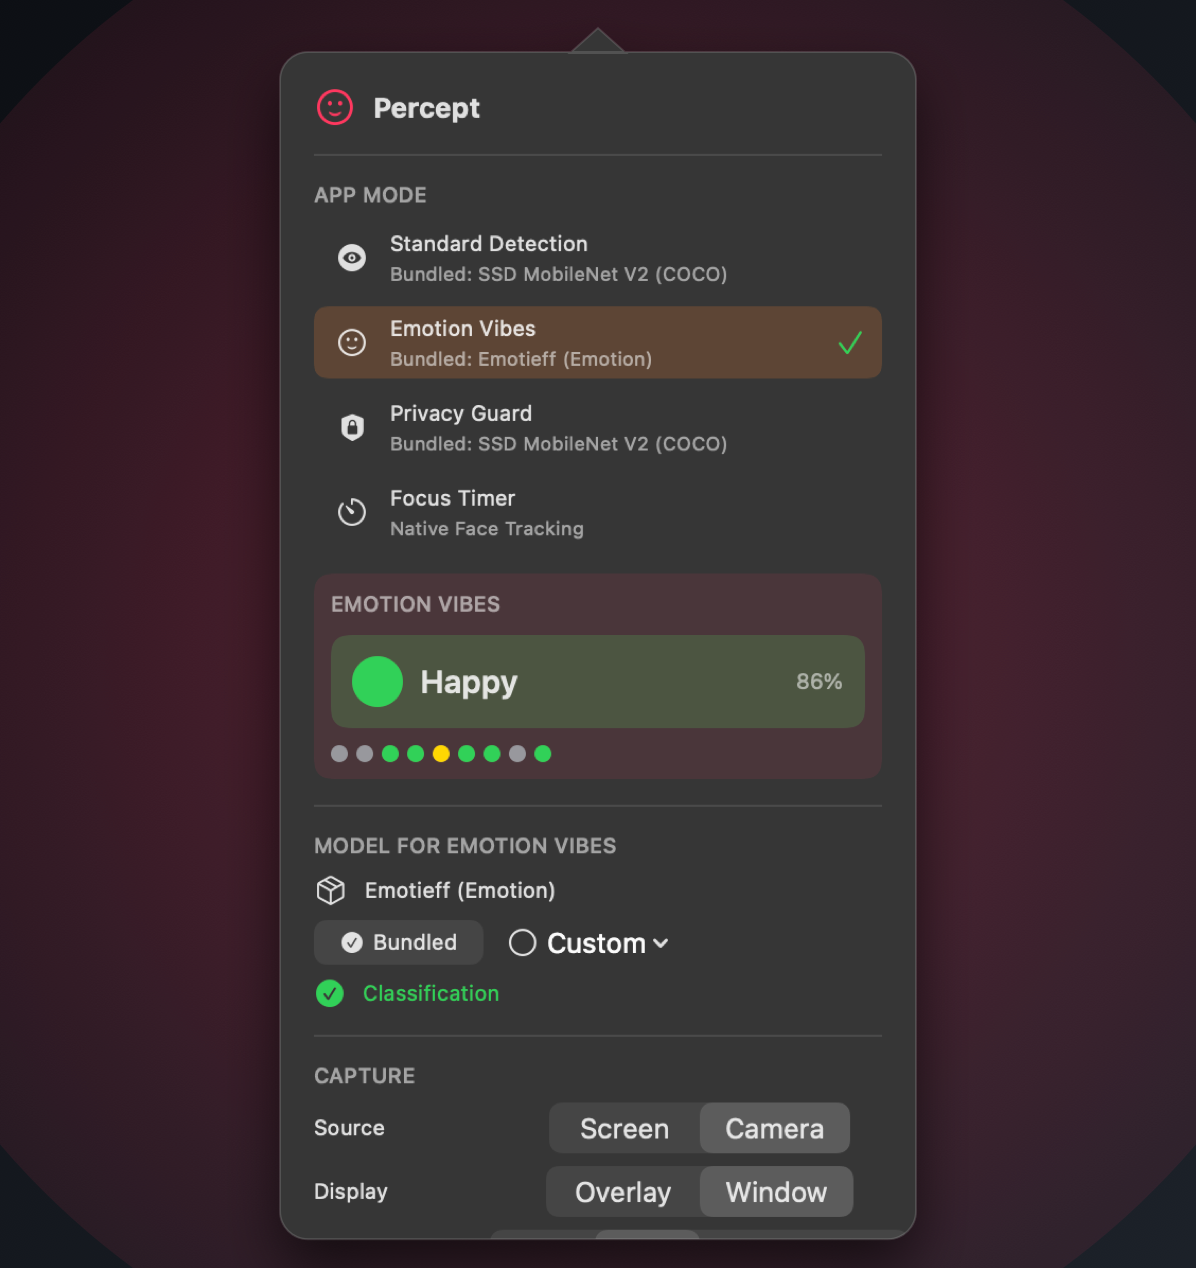 Percept
APP MODE
Standard Detection
Bundled: SSD MobileNet V2 (COCO)
Emotion Vibes
Bundled: Emotieff (Emotion)
Privacy Guard
Bundled: SSD MobileNet V2 (COCO)
Focus Timer
Native Face Tracking
EMOTION VIBES
Happy 86%
MODEL FOR EMOTION VIBES
Emotieff (Emotion)
Bundled Custom
Classification
CAPTURE
Source Screen Camera
Display Overlay Window